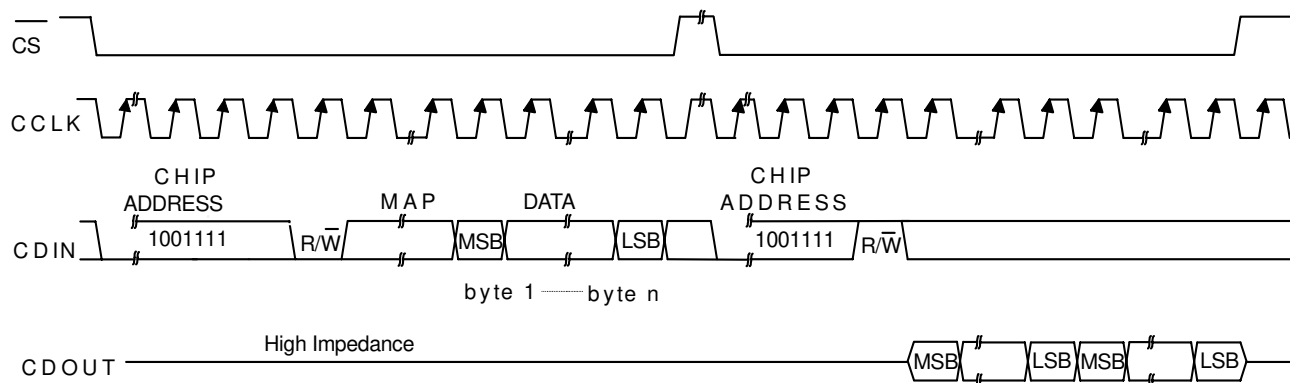 CS
CCLK
CHIP
ADDRESS
MAP
DATA
CHIP
ADDRESS
CDIN
1001111
R/W
MSB
LSB
1001111
R/W
byte 1 byte n
High Impedance
CDOUT
MSB
LSB
MSB
LSB